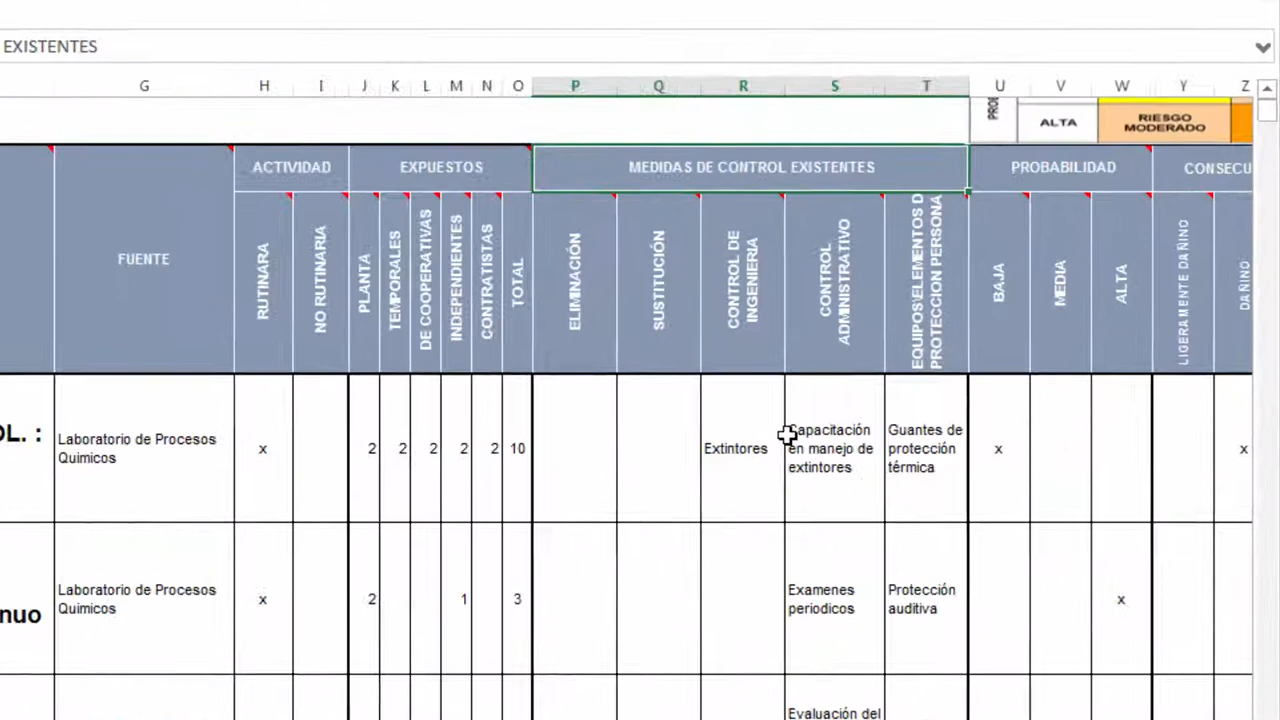 EXISTENTES
G H I J K L M N O P Q R S T U V W Y Z
ALTA
RIESGO
MODERADO
ACTIVIDAD EXPUESTOS MEDIDAS DE CONTROL EXISTENTES PROBABILIDAD CONSECU
FUENTE
RUTINARA
NO RUTINARIA
PLANTA
TEMPORALES
DE COOPERATIVAS
INDEPENDIENTES
CONTRATISTAS
TOTAL
ELIMINACIÓN
SUSTITUCIÓN
CONTROL DE
INGENIERIA
CONTROL
ADMINISTRATIVO
EQUIPOS\ELEMENTOS D
PROTECCION PERSONA
BAJA
MEDIA
ALTA
LIGERAMENTE DAÑINO
DAÑINO
OL. :
Laboratorio de Procesos
Quimicos
x
2 2 2 2 2 10
Extintores
Capacitación
en manejo de
extintores
Guantes de
protección
térmica
x
x
nuo
Laboratorio de Procesos
Quimicos
x
2 1 3
Examenes
periodicos
Protección
auditiva
x
Evaluación del